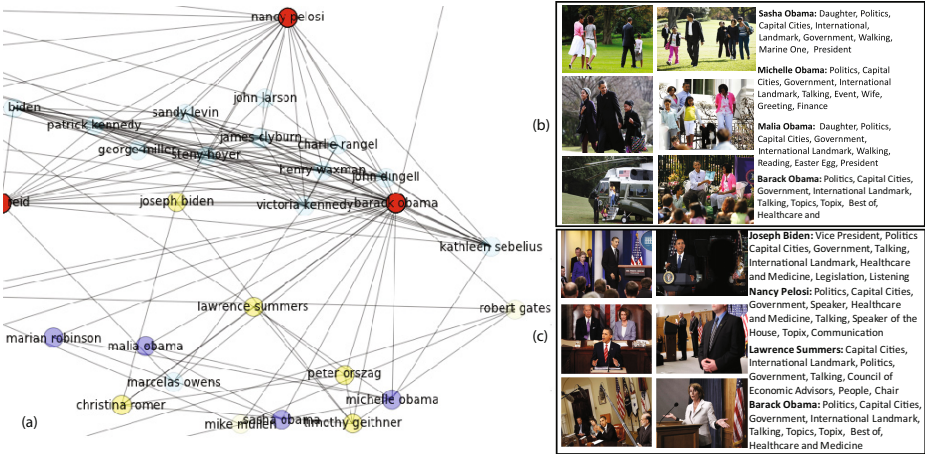 nancy pelosi
john larson
biden
sandy levin
patrick kennedy
james clyburn
charlie rangel
george miller
steny hoyer
henry waxman
john dingell
joseph biden
victoria kennedy
barack obama
eid
kathleen sebelius
lawrence summers
robert gates
marian robinson
malia obama
peter orszag
marcelas owens
michelle obama
christina romer
sasha obama
mike mullen
timothy geithner
(a)
(b)
Sasha Obama: Daughter, Politics,
Capital Cities, International,
Landmark, Government, Walking,
Marine One, President
Michelle Obama: Politics, Capital
Cities, Government, International
Landmark, Talking, Event, Wife,
Greeting, Finance
Malia Obama: Daughter, Politics,
Capital Cities, Government,
International Landmark, Walking,
Reading, Easter Egg, President
Barack Obama: Politics, Capital Cities,
Government, International Landmark,
Talking, Topics, Topix, Best of,
Healthcare and
(c)
Joseph Biden: Vice President, Politics
Capital Cities, Government, Talking,
International Landmark, Healthcare
and Medicine, Legislation, Listening
Nancy Pelosi: Politics, Capital Cities,
Government, Speaker, Healthcare
and Medicine, Talking, Speaker of the
House, Topix, Communication
Lawrence Summers: Capital Cities,
International Landmark, Politics,
Government, Talking, Council of
Economic Advisors, People, Chair
Barack Obama: Politics, Capital Cities,
Government, International Landmark,
Talking, Topics, Topix, Best of,
Healthcare and Medicine